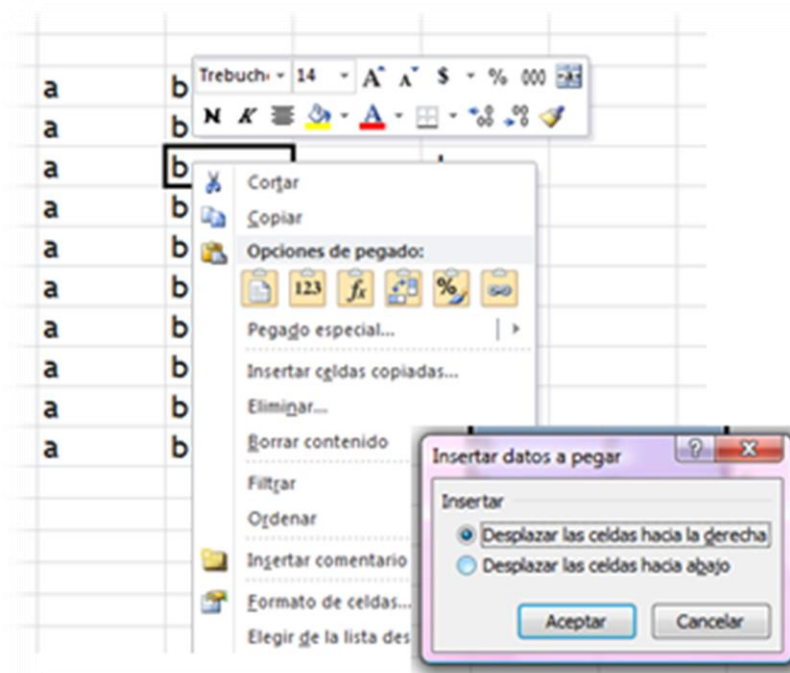 Trebuch 14 A A $ % 000
a b
N K A
a b
a b
Cortar
a b
Copiar
a b
Opciones de pegado:
a b
123 fx %
a b
Pegado especial...
a b
Insertar celdas copiadas...
a b
Eliminar...
a b
Borrar contenido
Filtrar
Ordenar
Insertar comentario
Formato de celdas...
Elegir de la lista des
Insertar datos a pegar
Insertar
Desplazar las celdas hacia la derecha
Desplazar las celdas hacia abajo
Aceptar Cancelar